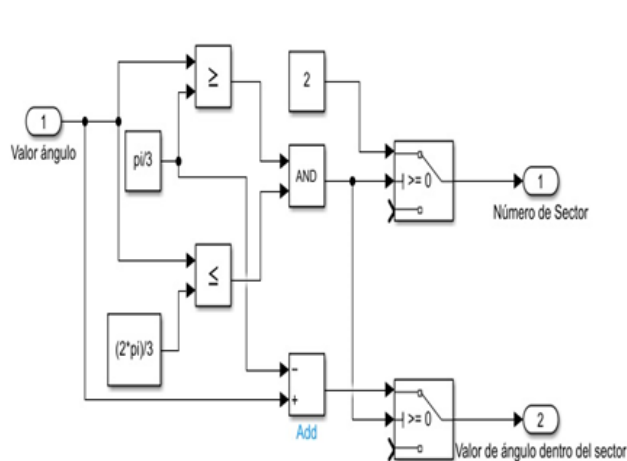 ≥
2
1
Valor ángulo
pi/3
AND
>= 0
1
Número de Sector
≤
(2*pi)/3
−
+
Add
>= 0
2
Valor de ángulo dentro del sector